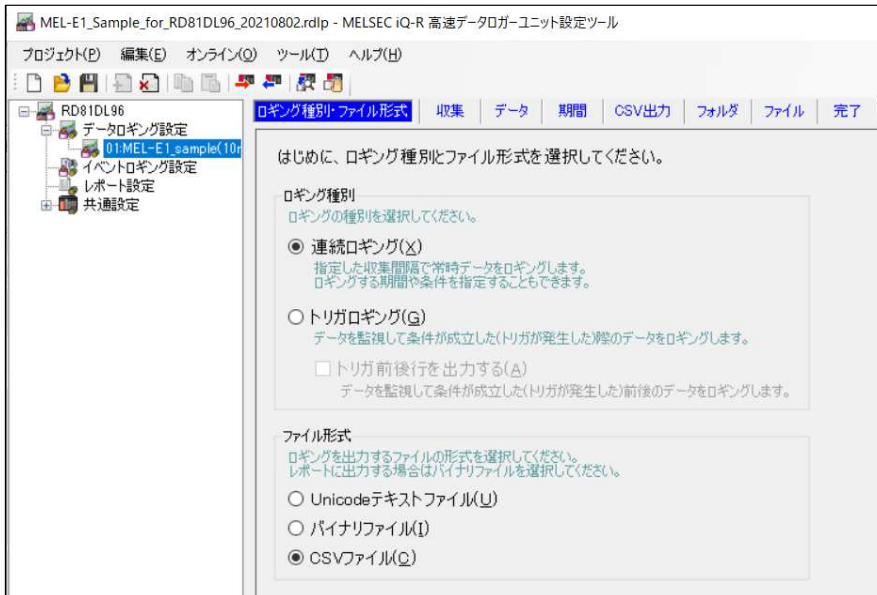 MEL-E1_Sample_for_RD81DL96_20210802.rdlp - MELSEC iQ-R 高速データロガーユニット設定ツール
プロジェクト(P) 編集(E) オンライン(O) ツール(T) ヘルプ(H)
RD81DL96
データロギング設定
01:MEL-E1_sample(10r
イベントロギング設定
レポート設定
共通設定
ロギング種別・ファイル形式 収集 データ 期間 CSV出力 フォルダ ファイル 完了
はじめに、ロギング種別とファイル形式を選択してください。
ロギング種別
ロギングの種別を選択してください。
連続ロギング(X)
指定した収集間隔で常時データをロギングします。
ロギングする期間や条件を指定することもできます。
トリガロギング(G)
データを監視して条件が成立した(トリガが発生した)際のデータをロギングします。
トリガ前後行を出力する(A)
データを監視して条件が成立した(トリガが発生した)前後のデータをロギングします。
ファイル形式
ロギングを出力するファイルの形式を選択してください。
レポートに出力する場合はバイナリファイルを選択してください。
Unicodeテキストファイル(U)
バイナリファイル(I)
CSVファイル(C)